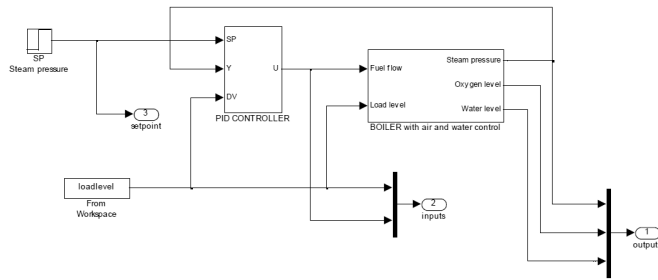 SP
Steam pressure
SP
Y
DV
U
PID CONTROLLER
Fuel flow
Load level
Steam pressure
Oxygen level
Water level
BOILER with air and water control
3
setpoint
loadlevel
From
Workspace
2
inputs
1
output